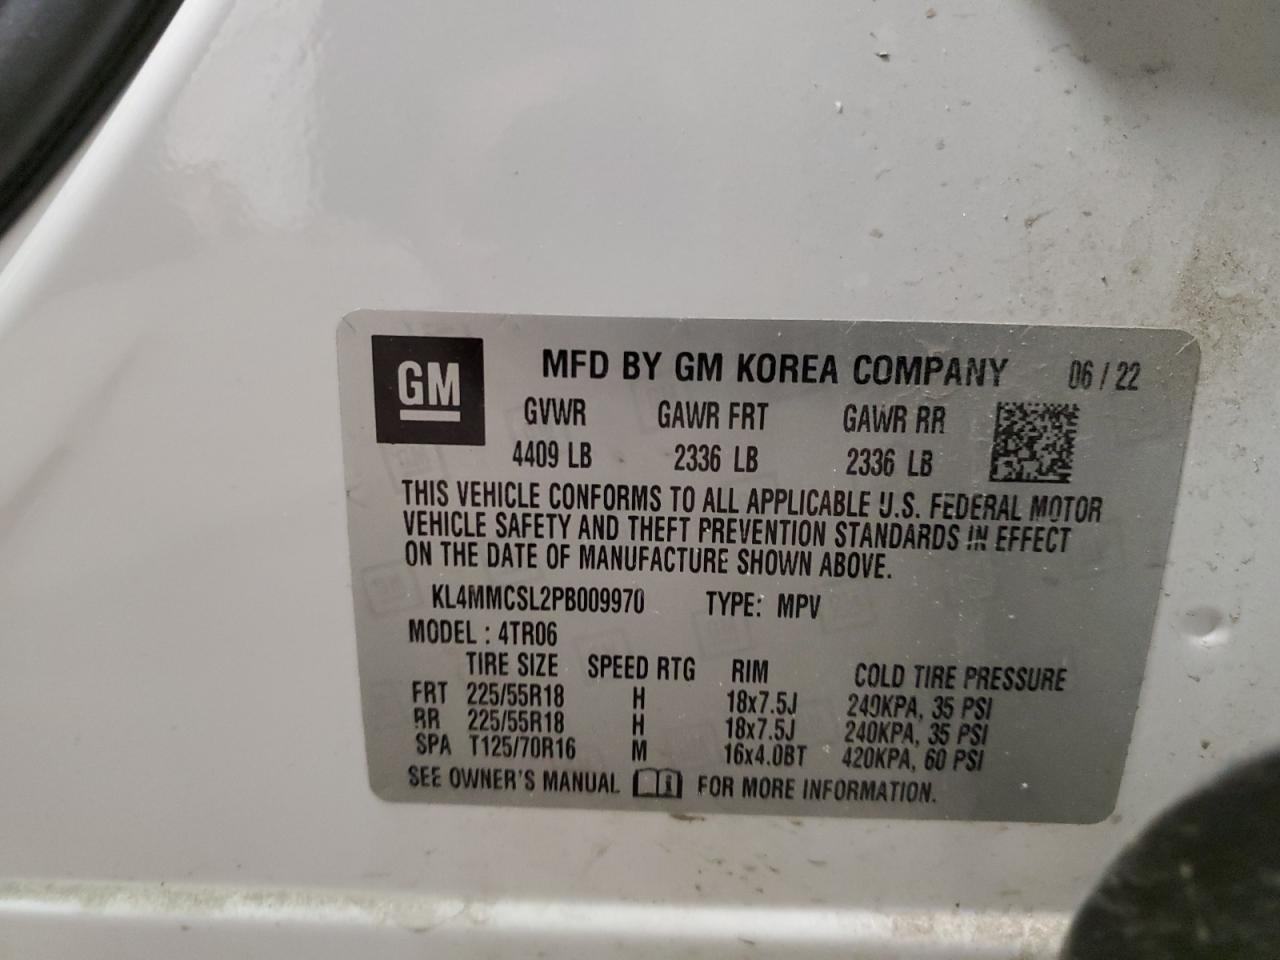 GM
MFD BY GM KOREA COMPANY 06 / 22
GVWR GAWR FRT GAWR RR
4409 LB 2336 LB 2336 LB
THIS VEHICLE CONFORMS TO ALL APPLICABLE U.S. FEDERAL MOTOR
VEHICLE SAFETY AND THEFT PREVENTION STANDARDS IN EFFECT
ON THE DATE OF MANUFACTURE SHOWN ABOVE.
KL4MMCSL2PB009970 TYPE: MPV
MODEL : 4TR06
TIRE SIZE SPEED RTG RIM COLD TIRE PRESSURE
FRT 225/55R18 H 18x7.5J 240KPA, 35 PSI
RR 225/55R18 H 18x7.5J 240KPA, 35 PSI
SPA T125/70R16 M 16x4.0BT 420KPA, 60 PSI
SEE OWNER'S MANUAL FOR MORE INFORMATION.